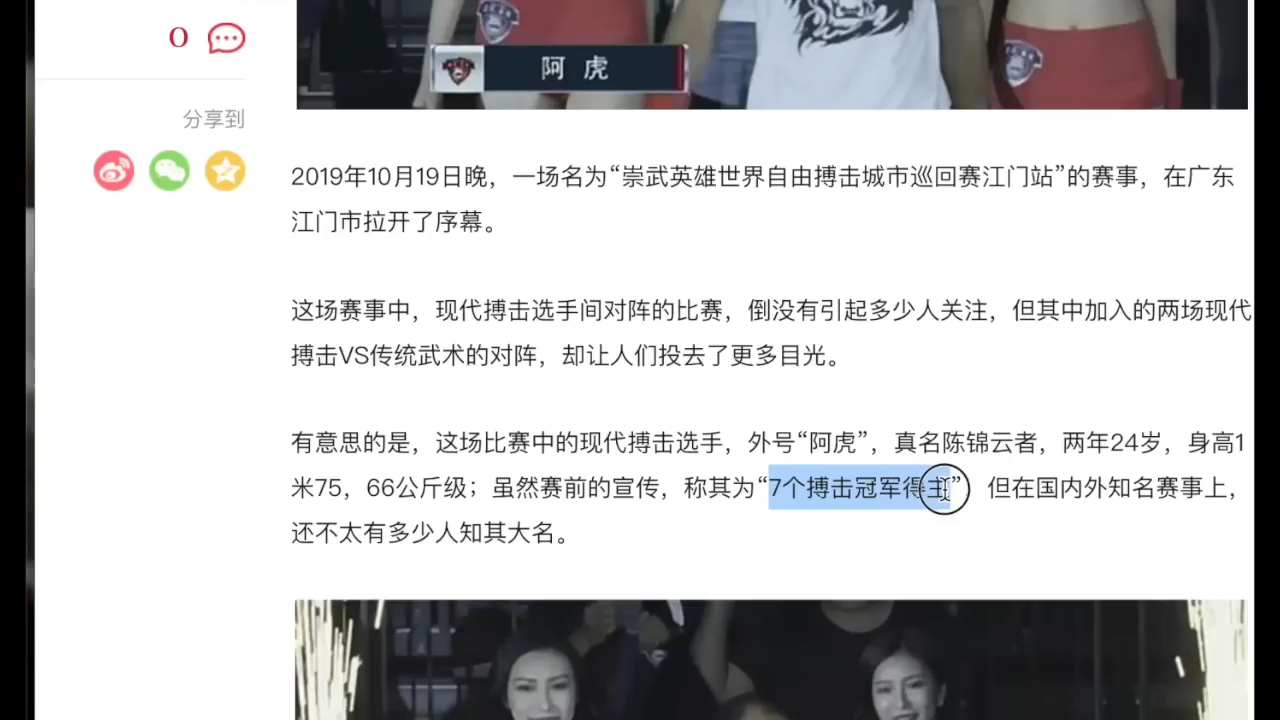 0
阿虎
分享到
2019年10月19日晚，一场名为“崇武英雄世界自由搏击城市巡回赛江门站”的赛事，在广东
江门市拉开了序幕。
这场赛事中，现代搏击选手间对阵的比赛，倒没有引起多少人关注，但其中加入的两场现代
搏击VS传统武术的对阵，却让人们投去了更多目光。
有意思的是，这场比赛中的现代搏击选手，外号“阿虎”，真名陈锦云者，两年24岁，身高1
米75，66公斤级；虽然赛前的宣传，称其为“7个搏击冠军得主”，但在国内外知名赛事上，
还不太有多少人知其大名。